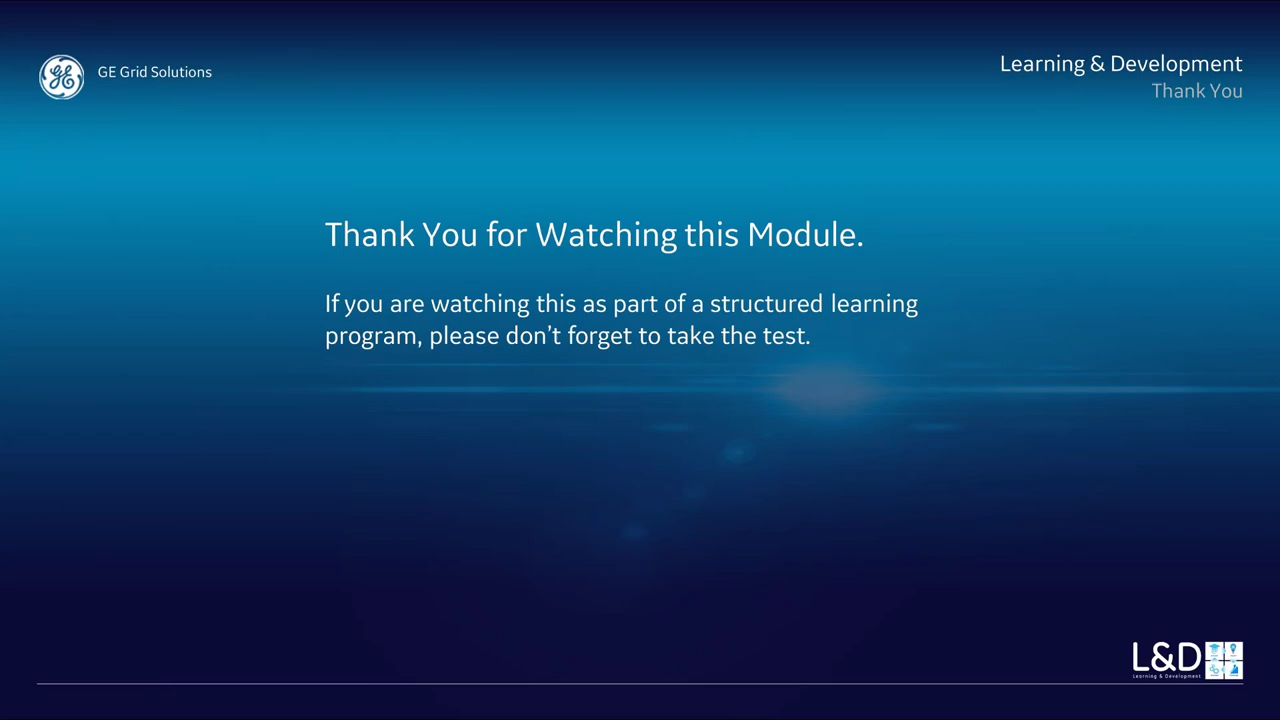 GE Grid Solutions
Learning & Development
Thank You
Thank You for Watching this Module.
If you are watching this as part of a structured learning
program, please don't forget to take the test.
L&D
Learning & Development